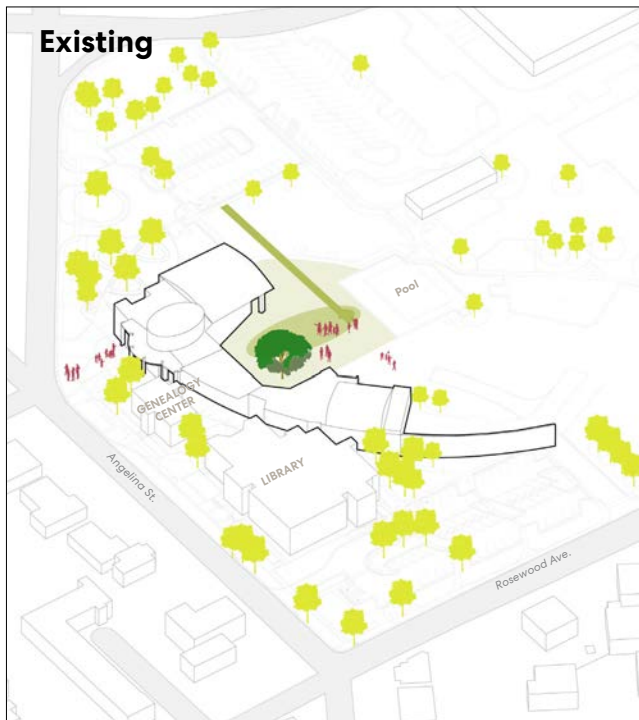 Existing
Pool
GENEALOGY
CENTER
LIBRARY
Angelina St.
Rosewood Ave.